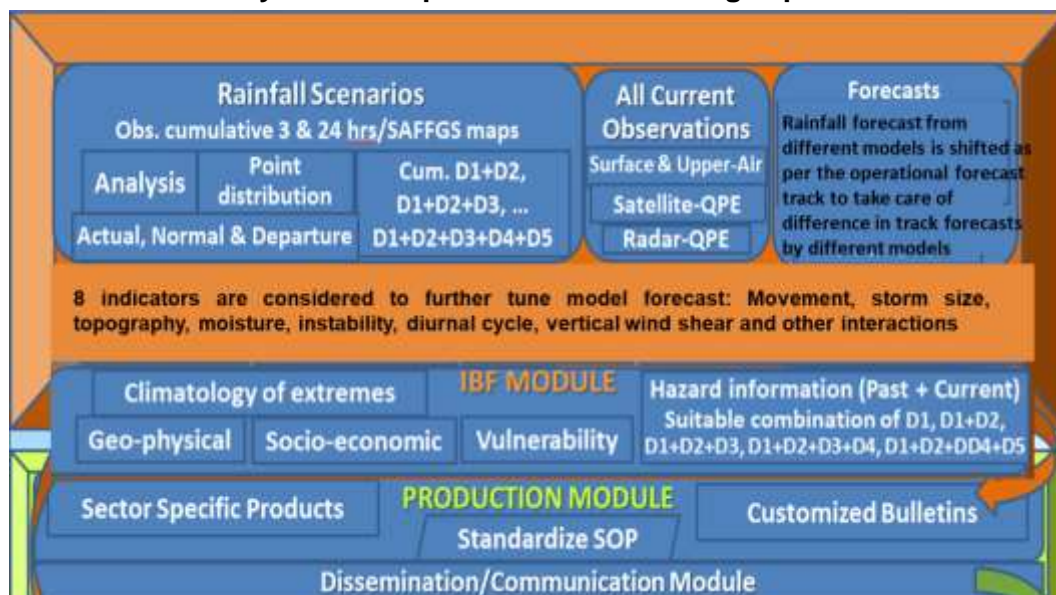 Rainfall Scenarios
Obs. cumulative 3 & 24 hrs/SAFFGS maps
Analysis
Point
distribution
Cum. D1+D2,
D1+D2+D3, ...
D1+D2+D3+D4+D5
Actual, Normal & Departure
All Current
Observations
Surface & Upper-Air
Satellite-QPE
Radar-QPE
Forecasts
Rainfall forecast from
different models is shifted as
per the operational forecast
track to take care of
difference in track forecasts
by different models
8 indicators are considered to further tune model forecast: Movement, storm size,
topography, moisture, instability, diurnal cycle, vertical wind shear and other interactions
IBF MODULE
Climatology of extremes
Geo-physical
Socio-economic
Vulnerability
Hazard information (Past + Current)
Suitable combination of D1, D1+D2,
D1+D2+D3, D1+D2+D3+D4, D1+D2+DD4+D5
PRODUCTION MODULE
Sector Specific Products
Standardize SOP
Customized Bulletins
Dissemination/Communication Module